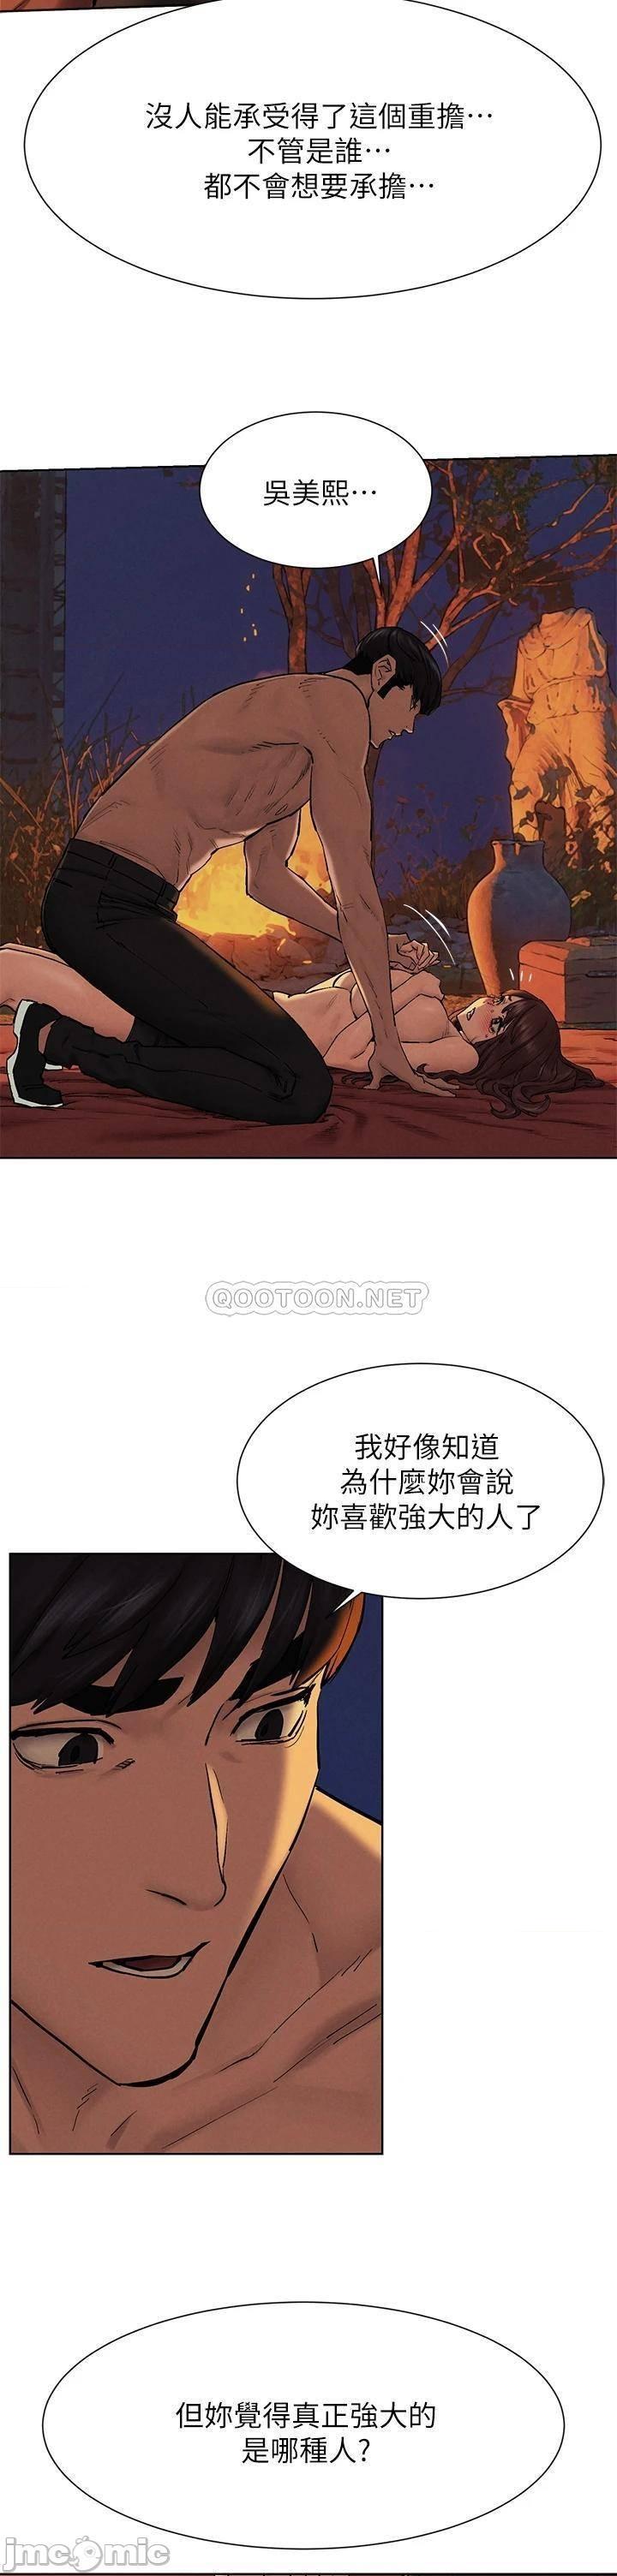 沒人能承受得了這個重擔…
不管是誰…
都不會想要承擔…
吳美熙…
QOOTOON.NET
我好像知道
為什麼妳會說
妳喜歡強大的人了
但妳覺得真正強大的
是哪種人?
jmcomic